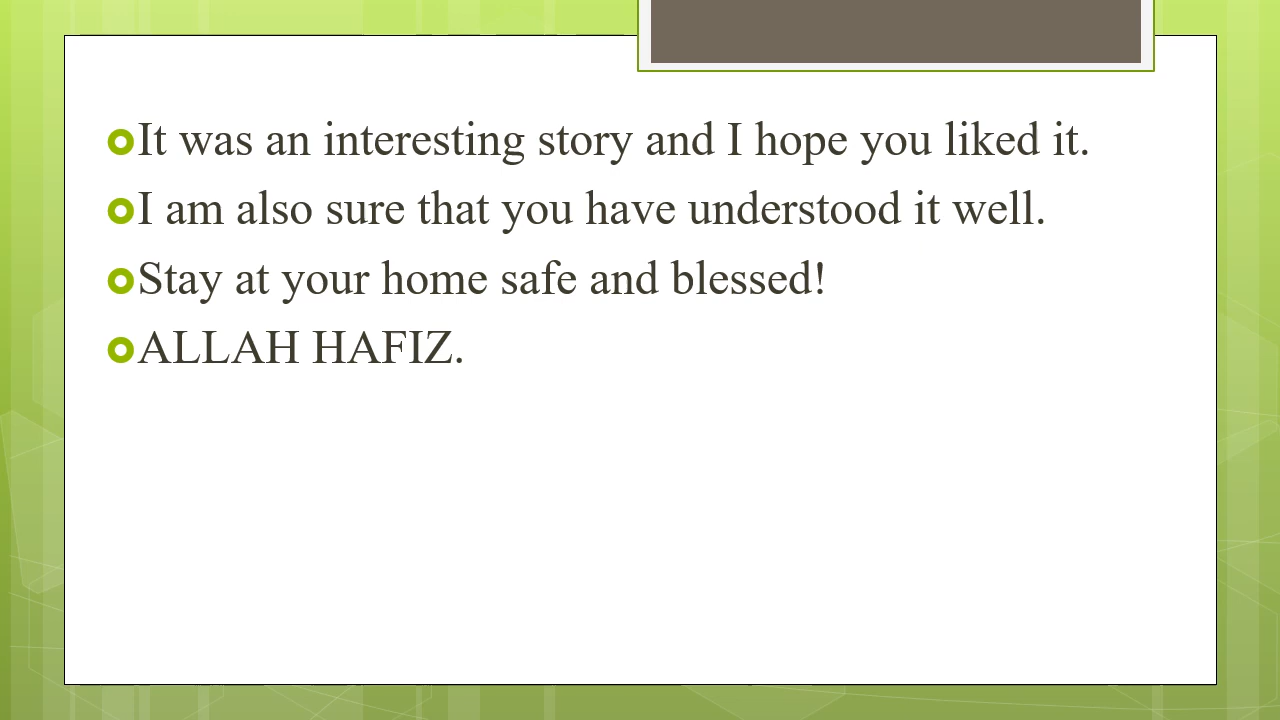 It was an interesting story and I hope you liked it.
I am also sure that you have understood it well.
Stay at your home safe and blessed!
ALLAH HAFIZ.